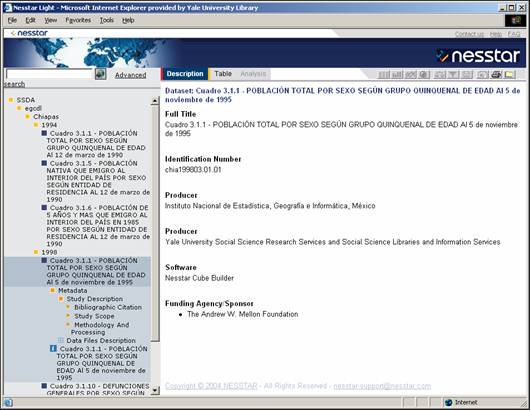 Nesstar Light - Microsoft Internet Explorer provided by Yale University Library
File Edit View Favorites Tools Help
Contact us Help FAQ
nesstar
nesstar
Advanced
search
Description Table Analysis
SSDA
egcdl
Chiapas
1994
Cuadro 3.1.1 - POBLACIÓN
TOTAL POR SEXO SEGÚN
GRUPO QUINQUENAL DE EDAD
Al 12 de marzo de 1990
Cuadro 3.1.5 - POBLACIÓN
NATIVA QUE EMIGRO AL
INTERIOR DEL PAÍS POR SEXO
SEGÚN ENTIDAD DE
RESIDENCIA AL 12 de marzo de
1990
Cuadro 3.1.6 - POBLACIÓN DE
5 AÑOS Y MAS QUE EMIGRO AL
INTERIOR DEL PAÍS EN 1985
POR SEXO SEGÚN ENTIDAD DE
RESIDENCIA AL 12 de marzo de
1990
1998
Cuadro 3.1.1 - POBLACIÓN
TOTAL POR SEXO SEGÚN
GRUPO QUINQUENAL DE EDAD
Al 5 de noviembre de 1995
Metadata
Study Description
Bibliographic Citation
Study Scope
Methodology And
Processing
Data Files Description
Cuadro 3.1.1 - POBLACIÓN
TOTAL POR SEXO SEGÚN
GRUPO QUINQUENAL DE
EDAD Al 5 de noviembre de
1995
Cuadro 3.1.10 - DEFUNCIONES
GENERALES POR SEXO SEGÚN
Dataset: Cuadro 3.1.1 - POBLACIÓN TOTAL POR SEXO SEGÚN GRUPO QUINQUENAL DE EDAD Al 5 de
noviembre de 1995
Full Title
Cuadro 3.1.1 - POBLACIÓN TOTAL POR SEXO SEGÚN GRUPO QUINQUENAL DE EDAD Al 5 de noviembre
de 1995
Identification Number
chia199803.01.01
Producer
Instituto Nacional de Estadística, Geografía e Informática, México
Producer
Yale University Social Science Research Services and Social Science Libraries and Information Services
Software
Nesstar Cube Builder
Funding Agency/Sponsor
The Andrew W. Mellon Foundation
Copyright © 2004 NESSTAR - All Rights Reserved - nesstar-support@nesstar.com
Internet